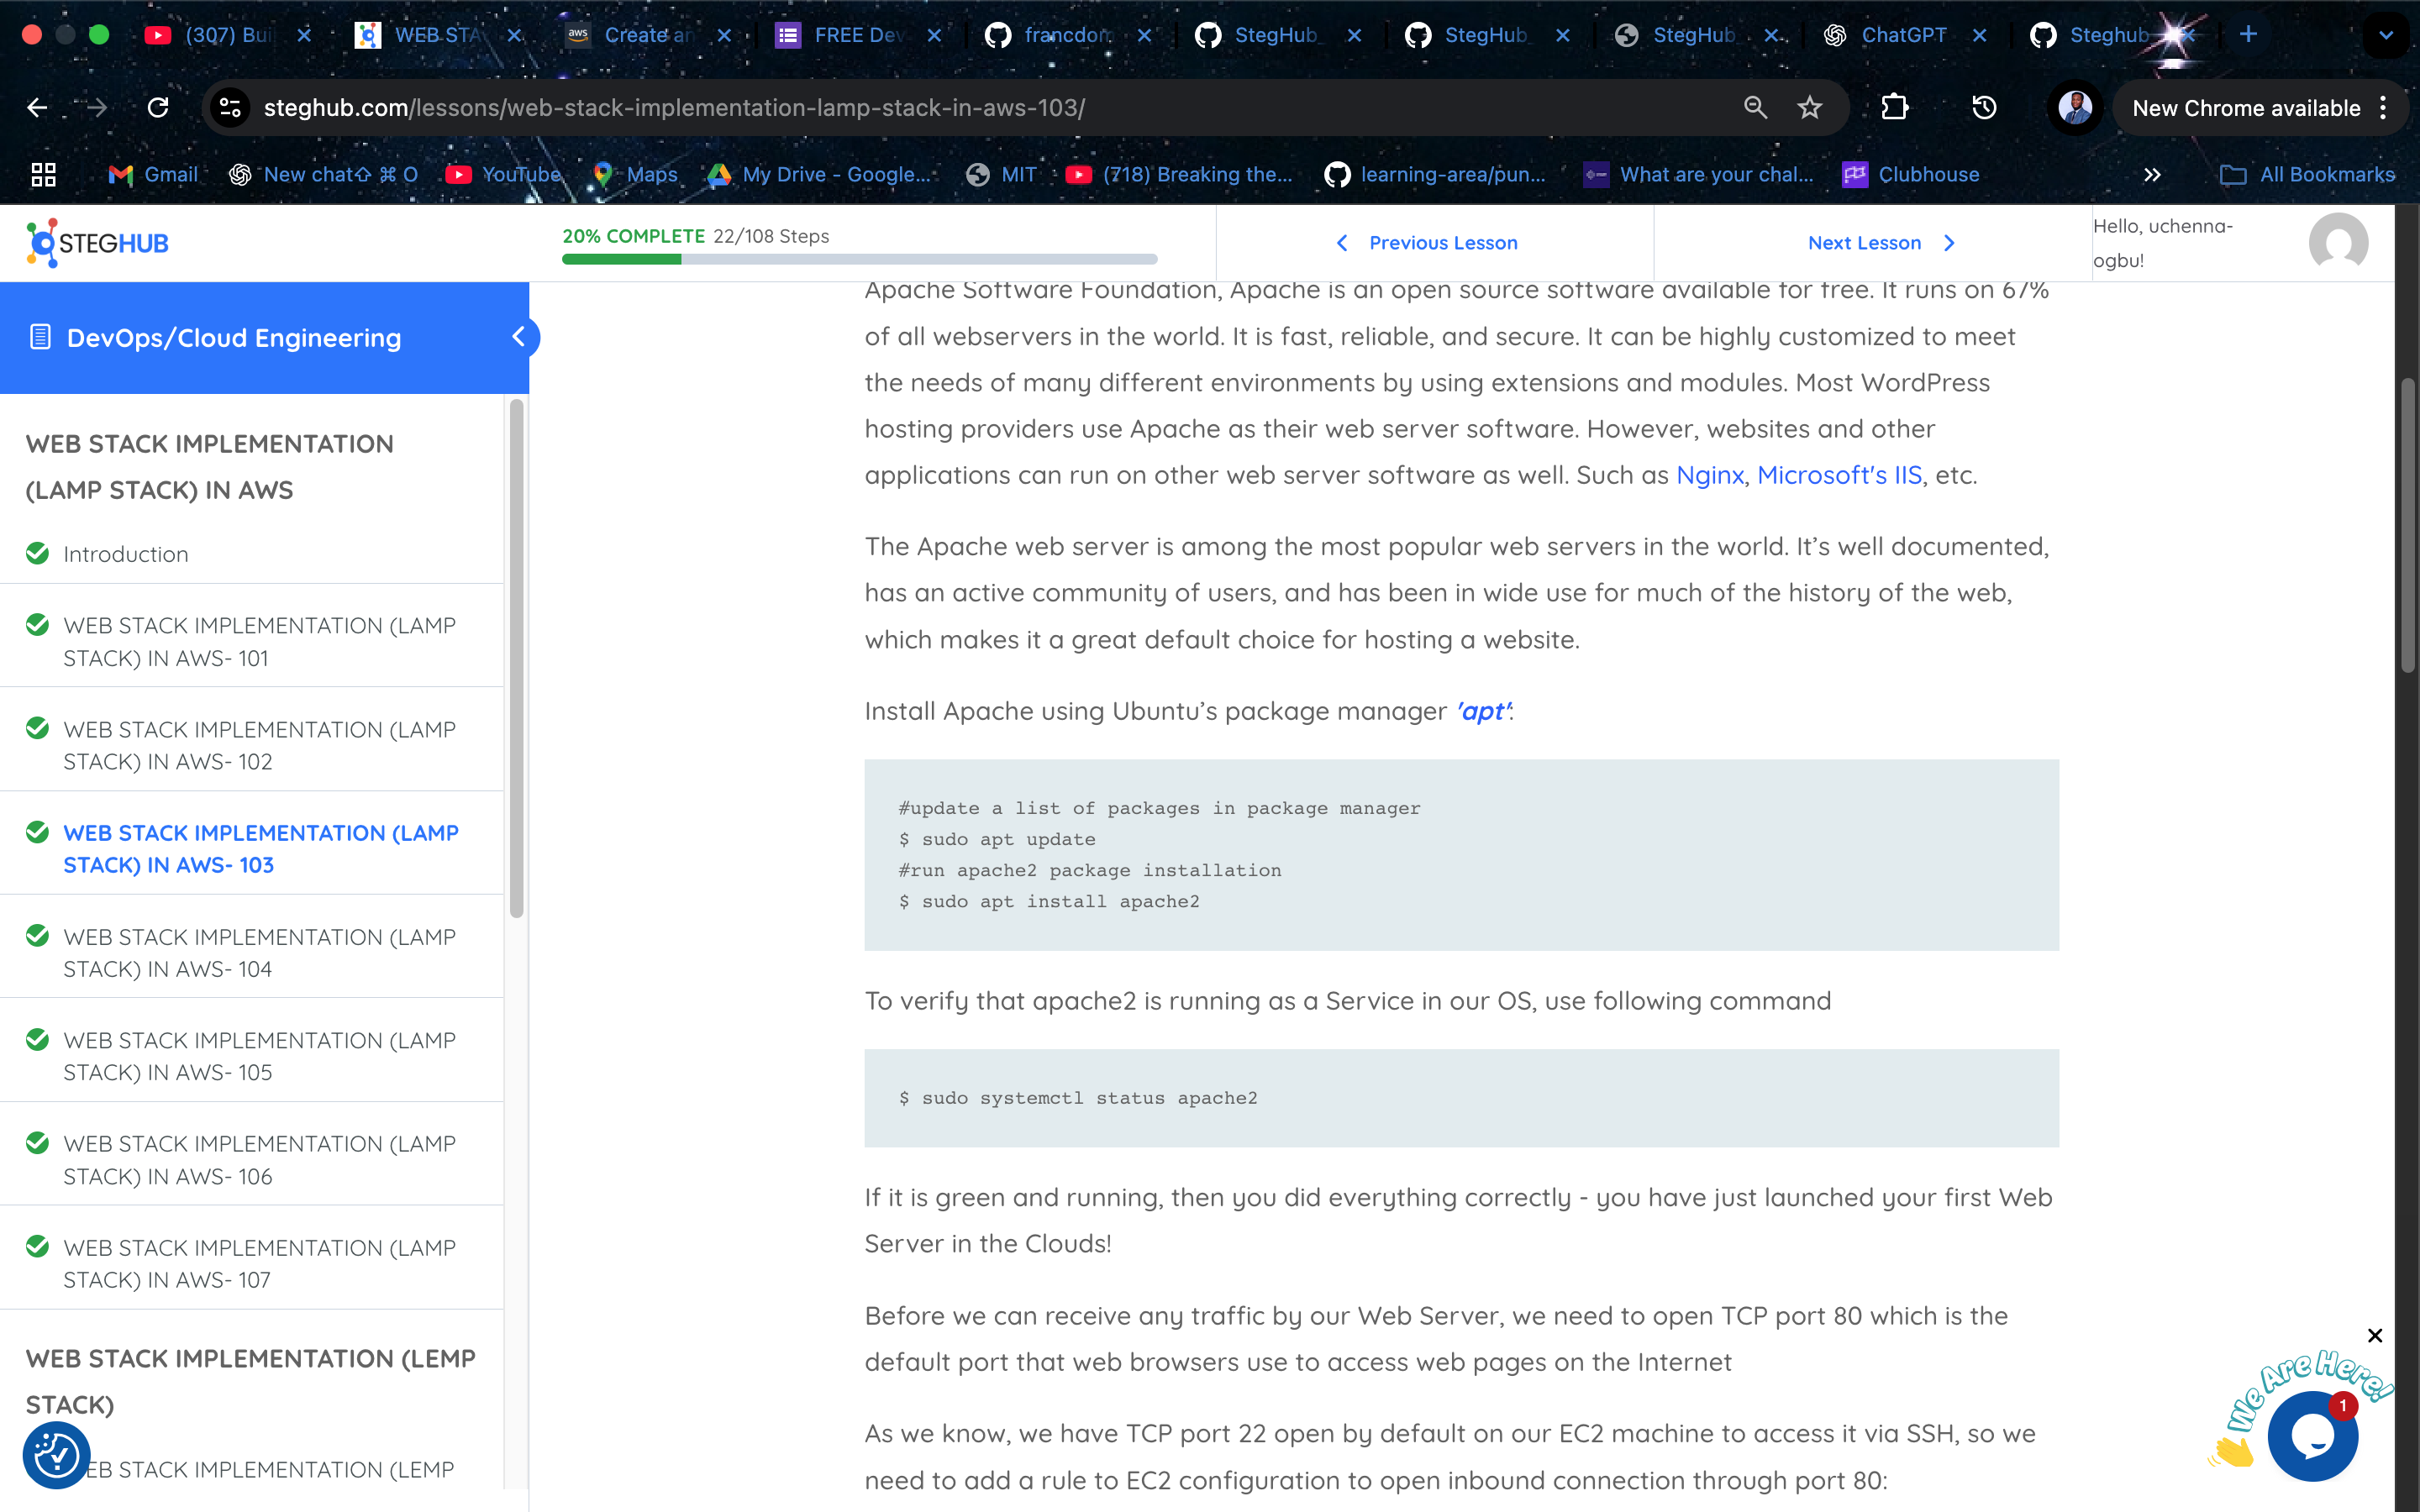 (307) Bui
WEB STA
aws
Create an
FREE Dev
francdom
StegHub_
StegHub_
StegHub
ChatGPT
Steghub
steghub.com/lessons/web-stack-implementation-lamp-stack-in-aws-103/
New Chrome available
Gmail
New chat⇧ ⌘ O
YouTube
Maps
My Drive - Google...
MIT
(718) Breaking the...
learning-area/pun...
What are your chal...
Clubhouse
All Bookmarks
STEGHUB
20% COMPLETE 22/108 Steps
Previous Lesson
Next Lesson
Hello, uchenna-
ogbu!
DevOps/Cloud Engineering
WEB STACK IMPLEMENTATION
(LAMP STACK) IN AWS
Introduction
WEB STACK IMPLEMENTATION (LAMP
STACK) IN AWS- 101
WEB STACK IMPLEMENTATION (LAMP
STACK) IN AWS- 102
WEB STACK IMPLEMENTATION (LAMP
STACK) IN AWS- 103
WEB STACK IMPLEMENTATION (LAMP
STACK) IN AWS- 104
WEB STACK IMPLEMENTATION (LAMP
STACK) IN AWS- 105
WEB STACK IMPLEMENTATION (LAMP
STACK) IN AWS- 106
WEB STACK IMPLEMENTATION (LAMP
STACK) IN AWS- 107
WEB STACK IMPLEMENTATION (LEMP
STACK)
EB STACK IMPLEMENTATION (LEMP
Apache Software Foundation, Apache is an open source software available for free. It runs on 67%
of all webservers in the world. It is fast, reliable, and secure. It can be highly customized to meet
the needs of many different environments by using extensions and modules. Most WordPress
hosting providers use Apache as their web server software. However, websites and other
applications can run on other web server software as well. Such as Nginx, Microsoft's IIS, etc.
The Apache web server is among the most popular web servers in the world. It’s well documented,
has an active community of users, and has been in wide use for much of the history of the web,
which makes it a great default choice for hosting a website.
Install Apache using Ubuntu’s package manager 'apt':
#update a list of packages in package manager
$ sudo apt update
#run apache2 package installation
$ sudo apt install apache2
To verify that apache2 is running as a Service in our OS, use following command
$ sudo systemctl status apache2
If it is green and running, then you did everything correctly - you have just launched your first Web
Server in the Clouds!
Before we can receive any traffic by our Web Server, we need to open TCP port 80 which is the
default port that web browsers use to access web pages on the Internet
As we know, we have TCP port 22 open by default on our EC2 machine to access it via SSH, so we
need to add a rule to EC2 configuration to open inbound connection through port 80:
We Are Here!
1